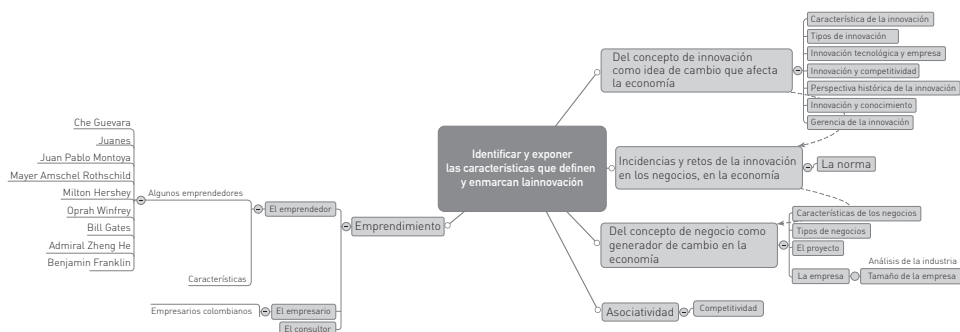 Identificar y exponer
las características que definen
y enmarcan lainnovación
Del concepto de innovación
como idea de cambio que afecta
la economía
Característica de la innovación
Tipos de innovación
Innovación tecnológica y empresa
Innovación y competitividad
Perspectiva histórica de la innovación
Innovación y conocimiento
Gerencia de la innovación
Incidencias y retos de la innovación
en los negocios, en la economía
La norma
Del concepto de negocio como
generador de cambio en la
economía
Características de los negocios
Tipos de negocios
El proyecto
La empresa
Análisis de la industria
Tamaño de la empresa
Asociatividad
Competitividad
Emprendimiento
El emprendedor
Algunos emprendedores
Che Guevara
Juanes
Juan Pablo Montoya
Mayer Amschel Rothschild
Milton Hershey
Oprah Winfrey
Bill Gates
Admiral Zheng He
Benjamin Franklin
Características
El empresario
Empresarios colombianos
El consultor